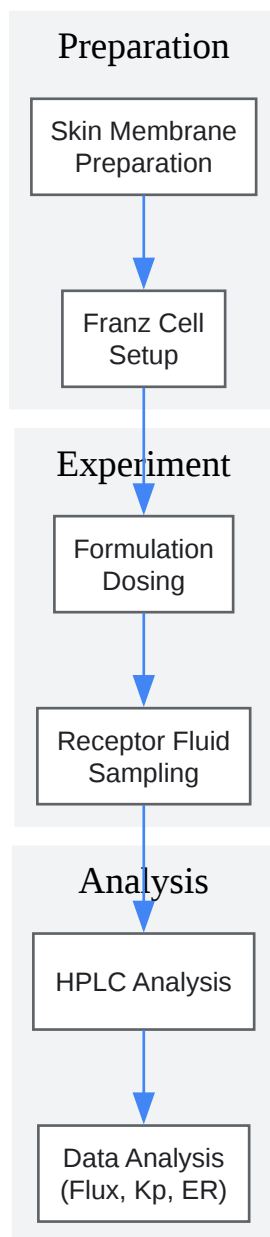 Preparation
Skin Membrane
Preparation
Franz Cell
Setup
Experiment
Formulation
Dosing
Receptor Fluid
Sampling
Analysis
HPLC Analysis
Data Analysis
(Flux, Kp, ER)